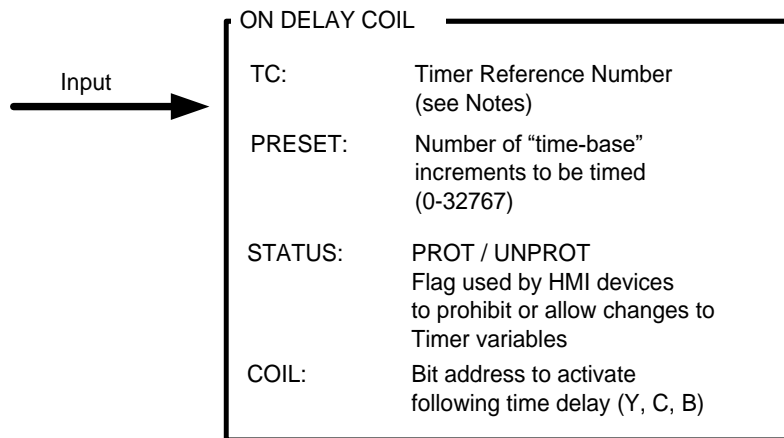 ON DELAY COIL
Input
TC: Timer Reference Number
(see Notes)
PRESET: Number of “time-base”
increments to be timed
(0-32767)
STATUS: PROT / UNPROT
Flag used by HMI devices
to prohibit or allow changes to
Timer variables
COIL: Bit address to activate
following time delay (Y, C, B)